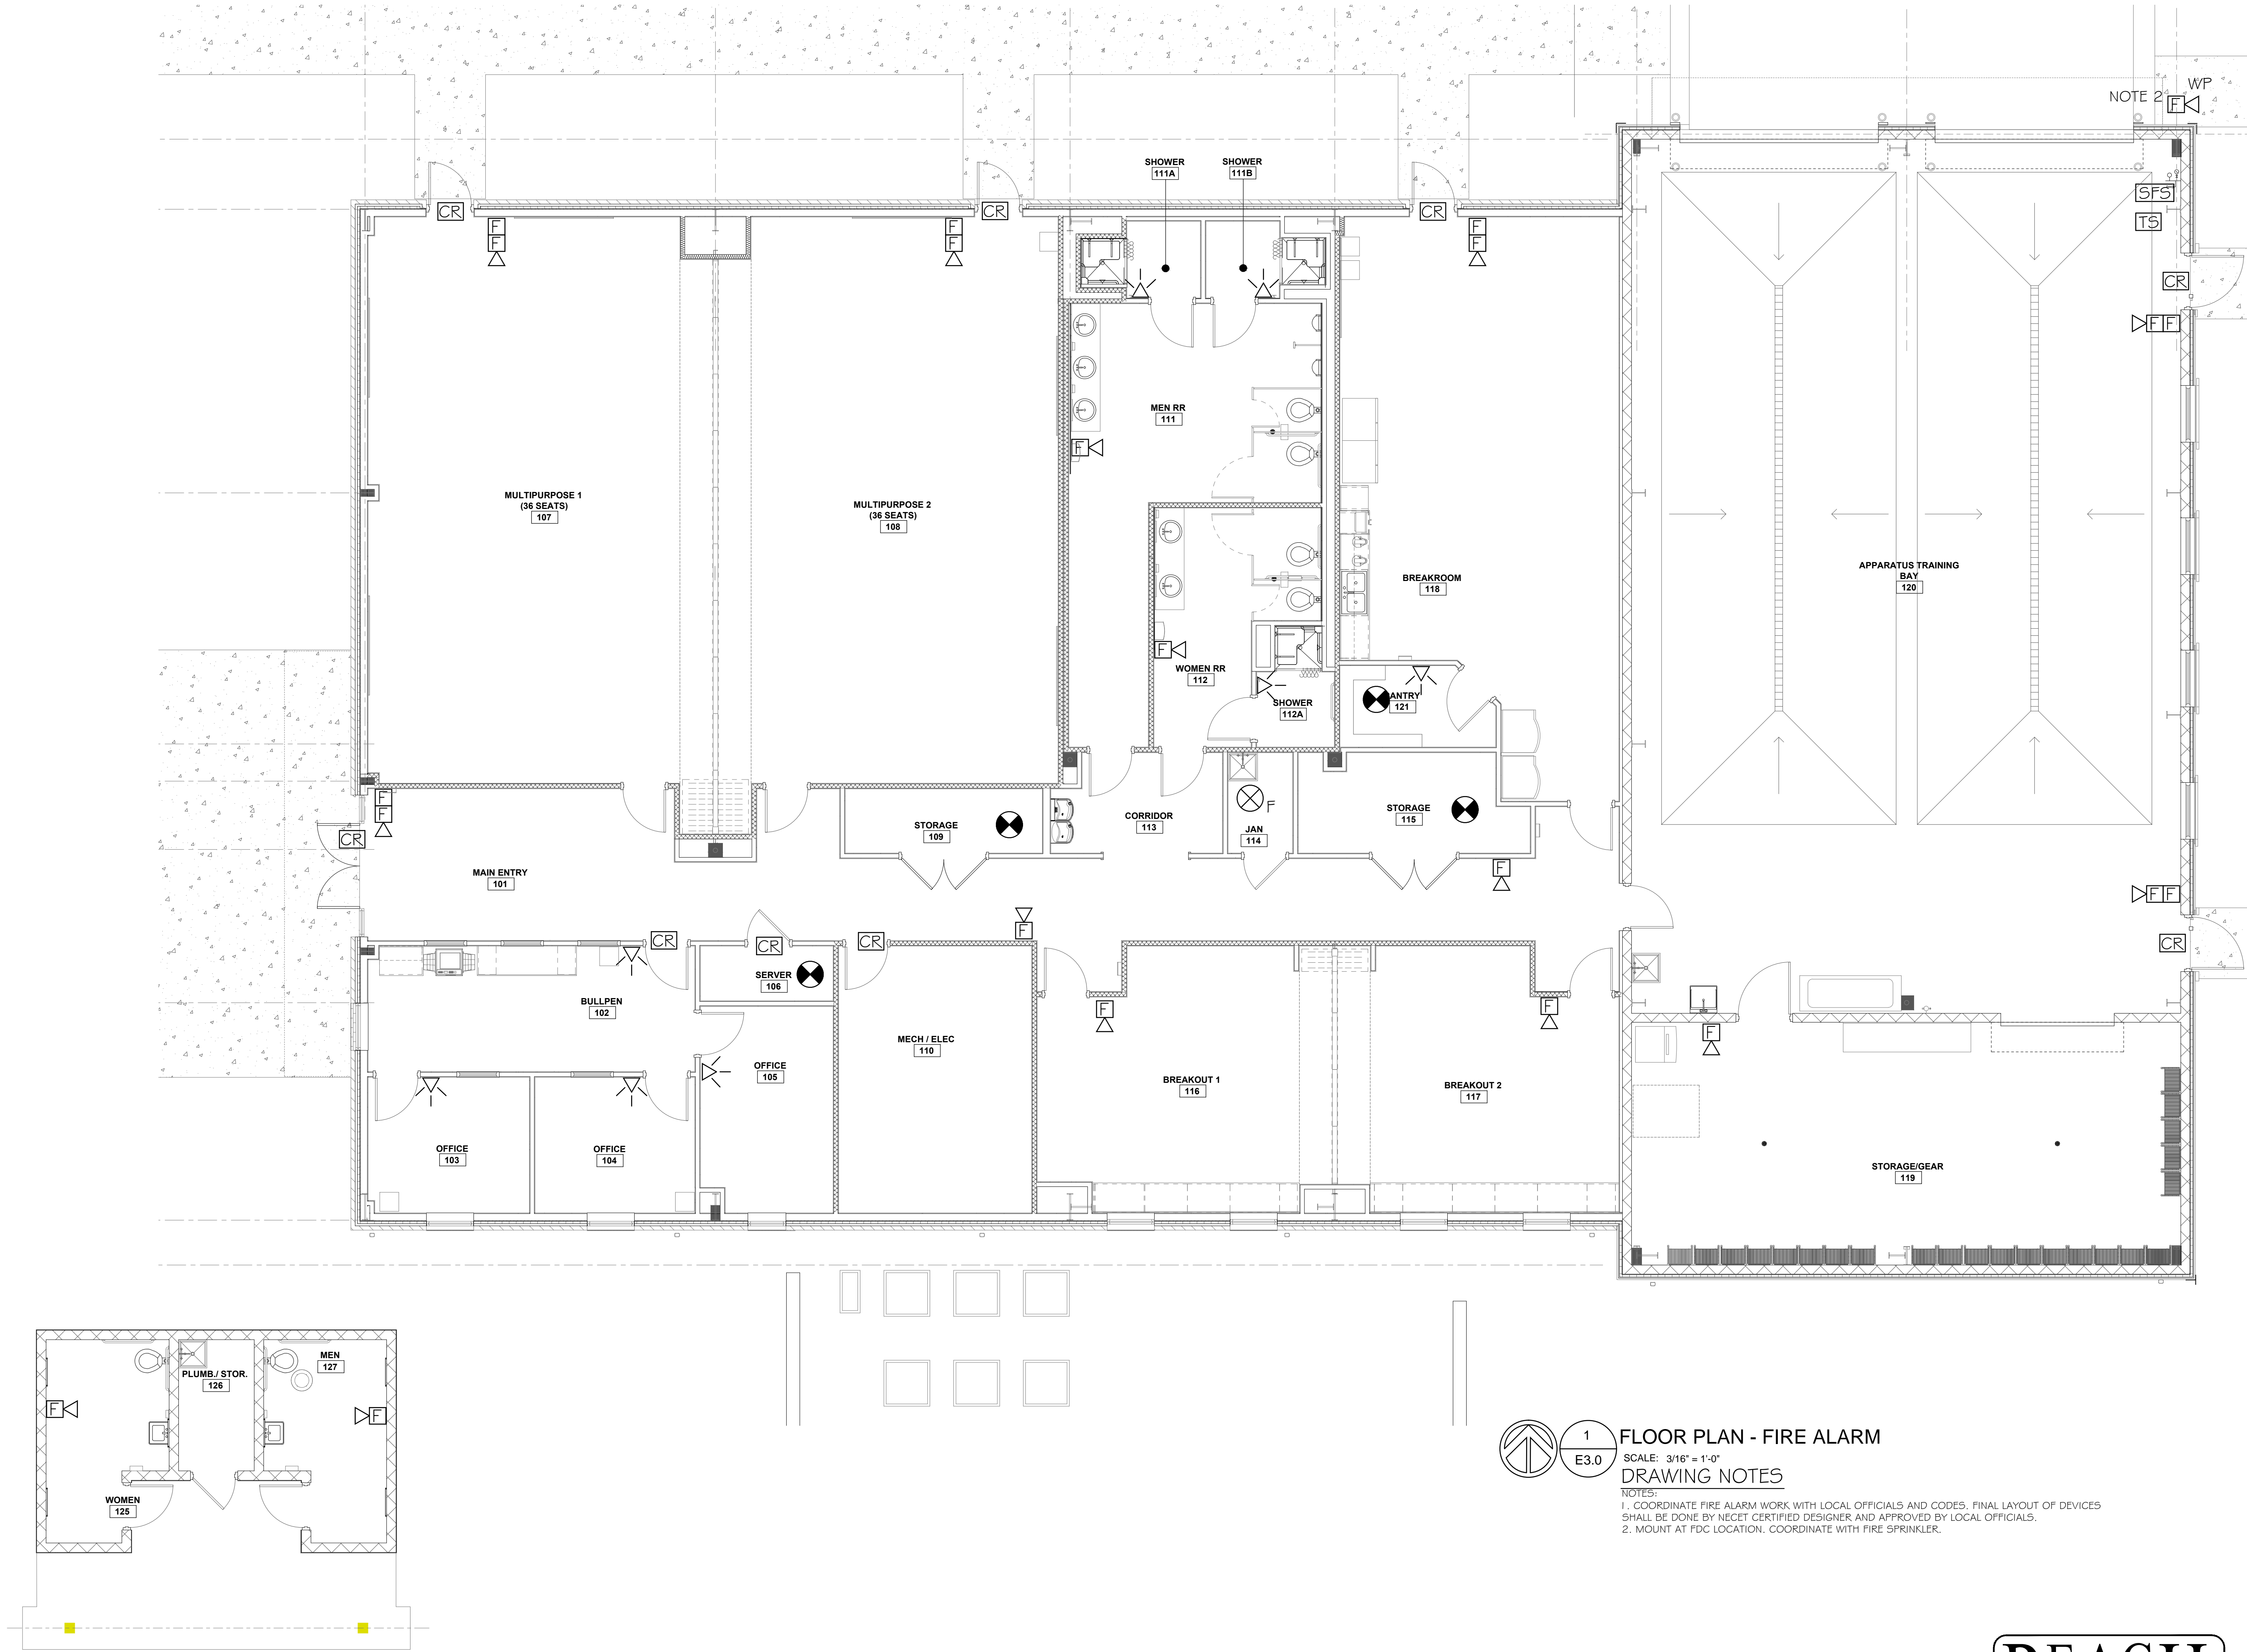 NOTE 2
WP
F
SHOWER
111A
SHOWER
111B
CR
F
F
CR
F
F
CR
F
F
SFS
TS
CR
F F
MEN RR
111
F
MULTIPURPOSE 1
(36 SEATS)
107
MULTIPURPOSE 2
(36 SEATS)
108
APPARATUS TRAINING
BAY
120
BREAKROOM
118
F
WOMEN RR
112
SHOWER
112A
ANTRY
121
F
F
CR
STORAGE
109
CORRIDOR
113
F
JAN
114
STORAGE
115
F
MAIN ENTRY
101
F F
CR
F
CR
CR
CR
SERVER
106
BULLPEN
102
F
F
F
MECH / ELEC
110
OFFICE
105
BREAKOUT 1
116
BREAKOUT 2
117
OFFICE
103
OFFICE
104
STORAGE/GEAR
119
MEN
127
PLUMB./ STOR.
126
F
F
WOMEN
125
1
E3.0
FLOOR PLAN - FIRE ALARM
SCALE: 3/16" = 1'-0"
DRAWING NOTES
NOTES:
1. COORDINATE FIRE ALARM WORK WITH LOCAL OFFICIALS AND CODES. FINAL LAYOUT OF DEVICES
SHALL BE DONE BY NECET CERTIFIED DESIGNER AND APPROVED BY LOCAL OFFICIALS.
2. MOUNT AT FDC LOCATION. COORDINATE WITH FIRE SPRINKLER.